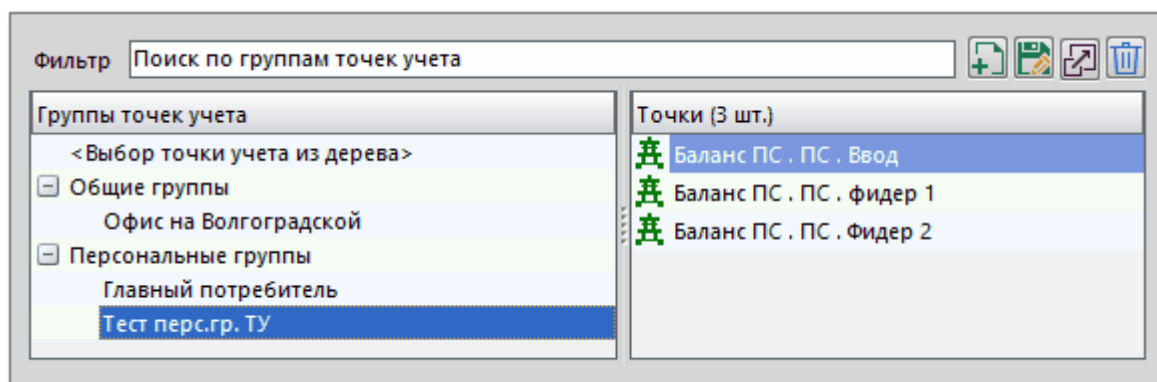 Фильтр Поиск по группам точек учета
Группы точек учета
<Выбор точки учета из дерева>
Общие группы
Офис на Волгоградской
Персональные группы
Главный потребитель
Тест перс.гр. ТУ
Точки (3 шт.)
Баланс ПС . ПС . Ввод
Баланс ПС . ПС . фидер 1
Баланс ПС . ПС . Фидер 2